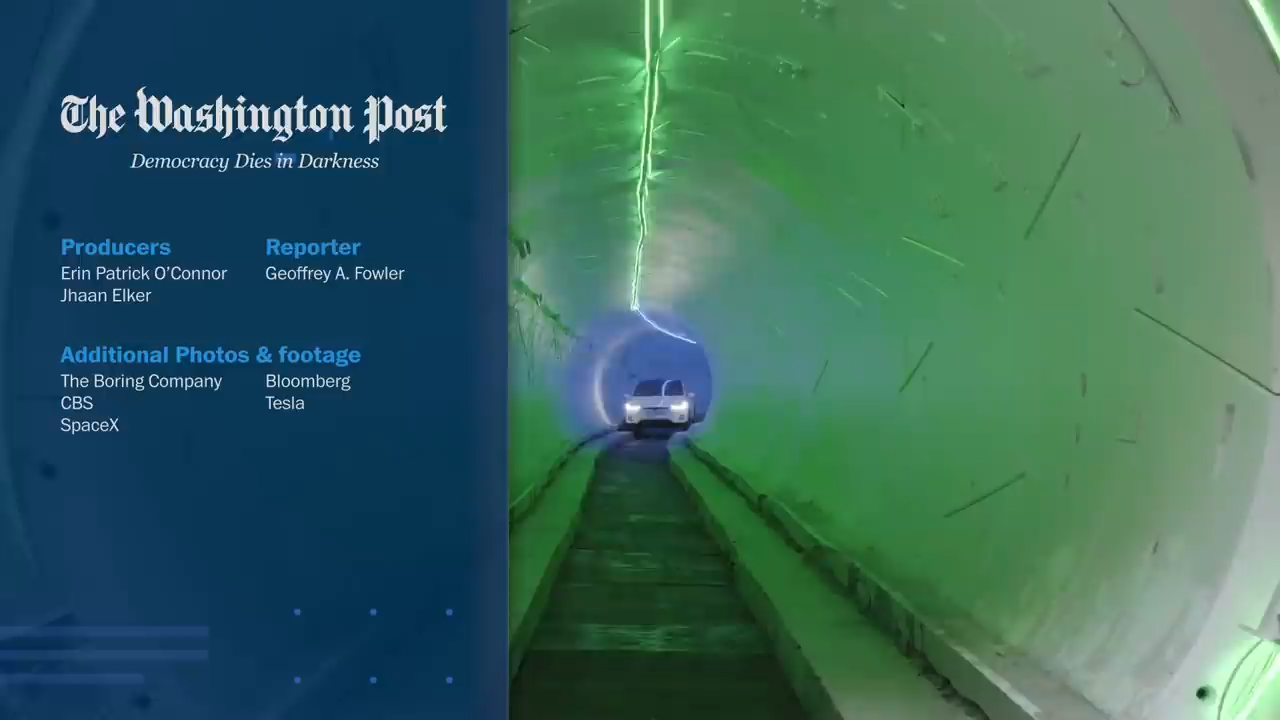 The Washington Post
Democracy Dies in Darkness
Producers
Erin Patrick O'Connor
Jhaan Elker
Reporter
Geoffrey A. Fowler
Additional Photos & footage
The Boring Company
CBS
SpaceX
Bloomberg
Tesla